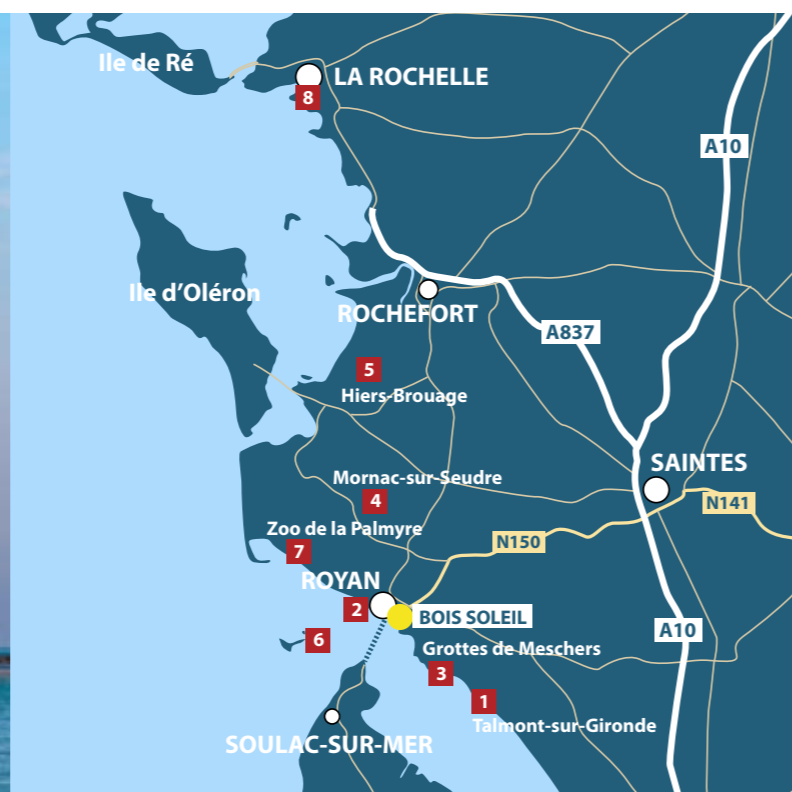 Ile de Ré
LA ROCHELLE
8
A10
Ile d’Oléron
ROCHEFORT
A837
5
Hiers-Brouage
SAINTES
Mornac-sur-Seudre
4
N141
Zoo de la Palmyre
7
N150
ROYAN
2
BOIS SOLEIL
A10
6
Grottes de Meschers
3
1
Talmont-sur-Gironde
SOULAC-SUR-MER